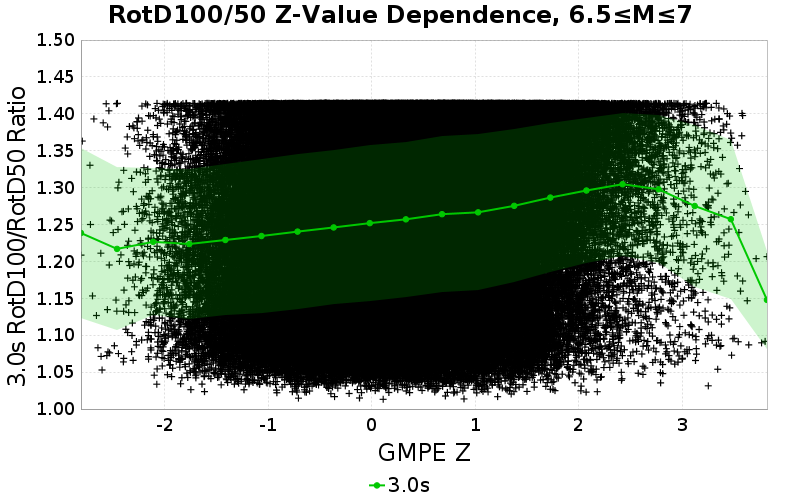 RotD100/50 Z-Value Dependence, 6.5≤M≤7
3.0s RotD100/RotD50 Ratio
1.50
1.45
1.40
1.35
1.30
1.25
1.20
1.15
1.10
1.05
1.00
-2 -1 0 1 2 3
GMPE Z
3.0s